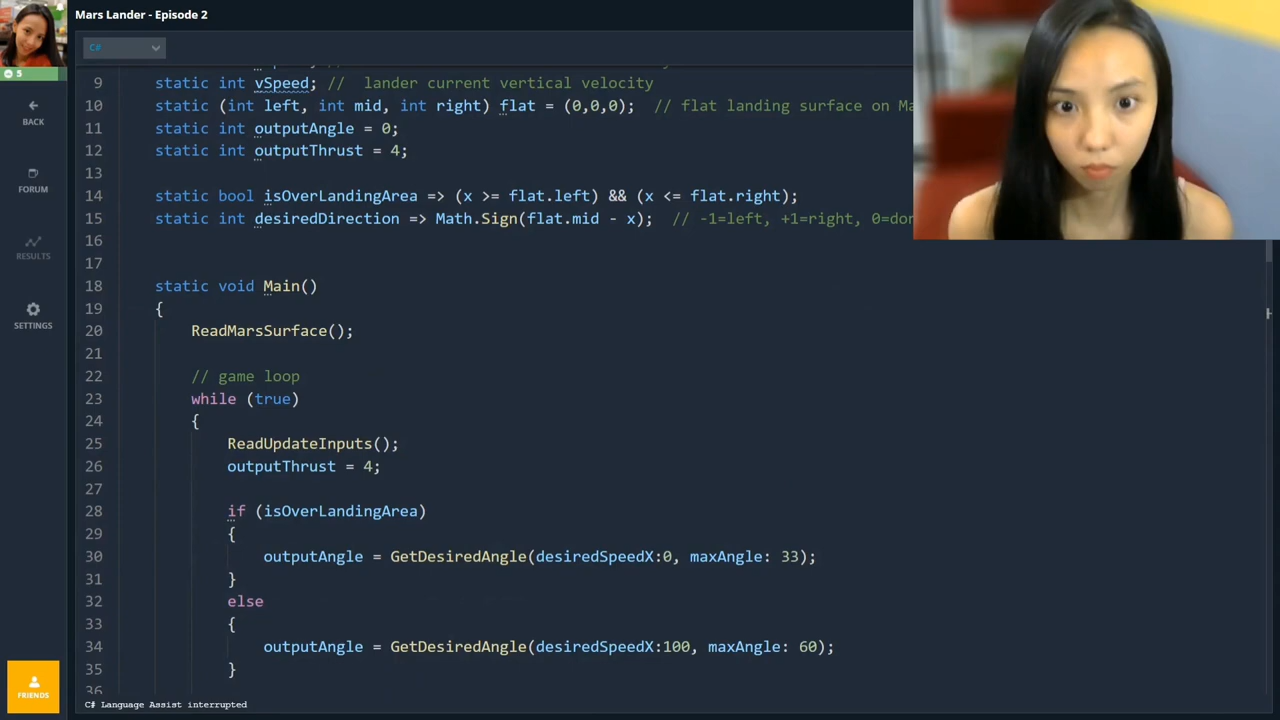 Mars Lander - Episode 2
C#
5
BACK
FORUM
RESULTS
SETTINGS
FRIENDS
9 static int vSpeed; // lander current vertical velocity
10 static (int left, int mid, int right) flat = (0,0,0); // flat landing surface on
11 static int outputAngle = 0;
12 static int outputThrust = 4;
13
14 static bool isOverLandingArea => (x >= flat.left) && (x <= flat.right);
15 static int desiredDirection => Math.Sign(flat.mid - x); // -1=left, +1=right,
16
17
18 static void Main()
19 {
20 ReadMarsSurface();
21
22 // game loop
23 while (true)
24 {
25 ReadUpdateInputs();
26 outputThrust = 4;
27
28 if (isOverLandingArea)
29 {
30 outputAngle = GetDesiredAngle(desiredSpeedX:0, maxAngle: 33);
31 }
32 else
33 {
34 outputAngle = GetDesiredAngle(desiredSpeedX:100, maxAngle: 60);
35 }
36
C# Language Assist interrupted